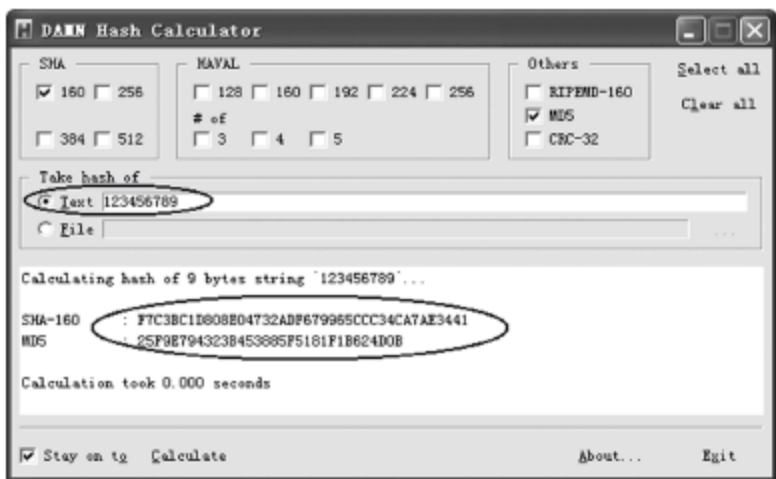 DAMN Hash Calculator
SHA
160 256
384 512
HAVAL
128 160 192 224 256
# of
3 4 5
Others
RIPEMD-160
MD5
CRC-32
Select all
Clear all
Take hash of
Text 123456789
File
...
Calculating hash of 9 bytes string `123456789`...
SHA-160 : F7C3BC1D808E04732ADF679965CCC34CA7AE3441
MD5 : 25F9E794323B453885F5181F1B624D0B
Calculation took 0.000 seconds
Stay on to Calculate
About... Exit